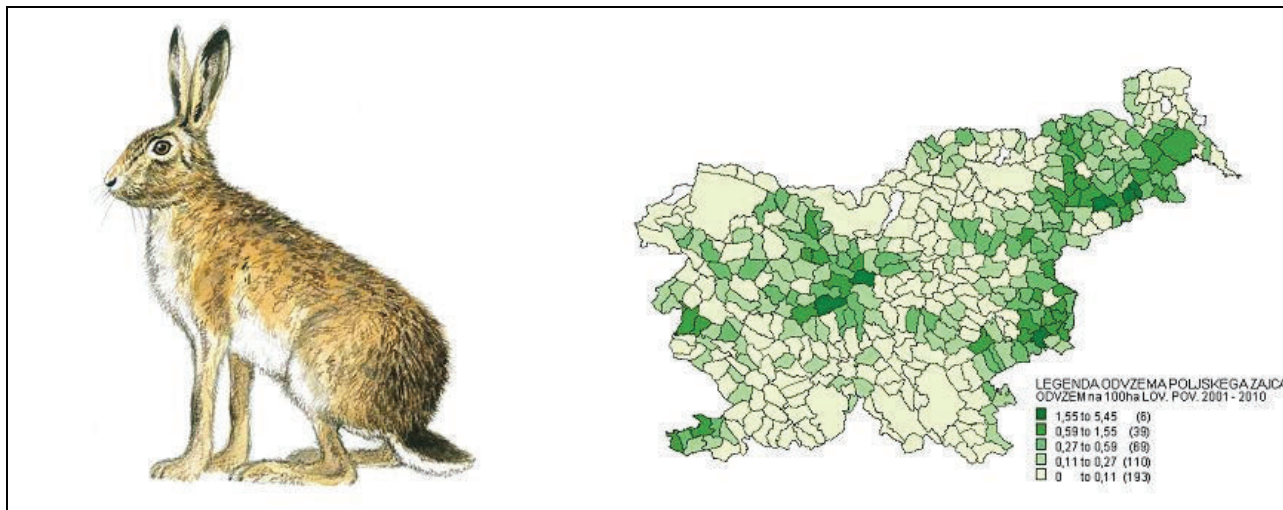 LEGENDA ODVZEMA POLJSKEGA ZAJCA
ODVZEM na 100ha LOV. POV. 2001 - 2010
1,55 to 5,45 (6)
0,59 to 1,55 (39)
0,27 to 0,59 (69)
0,11 to 0,27 (110)
0 to 0,11 (193)